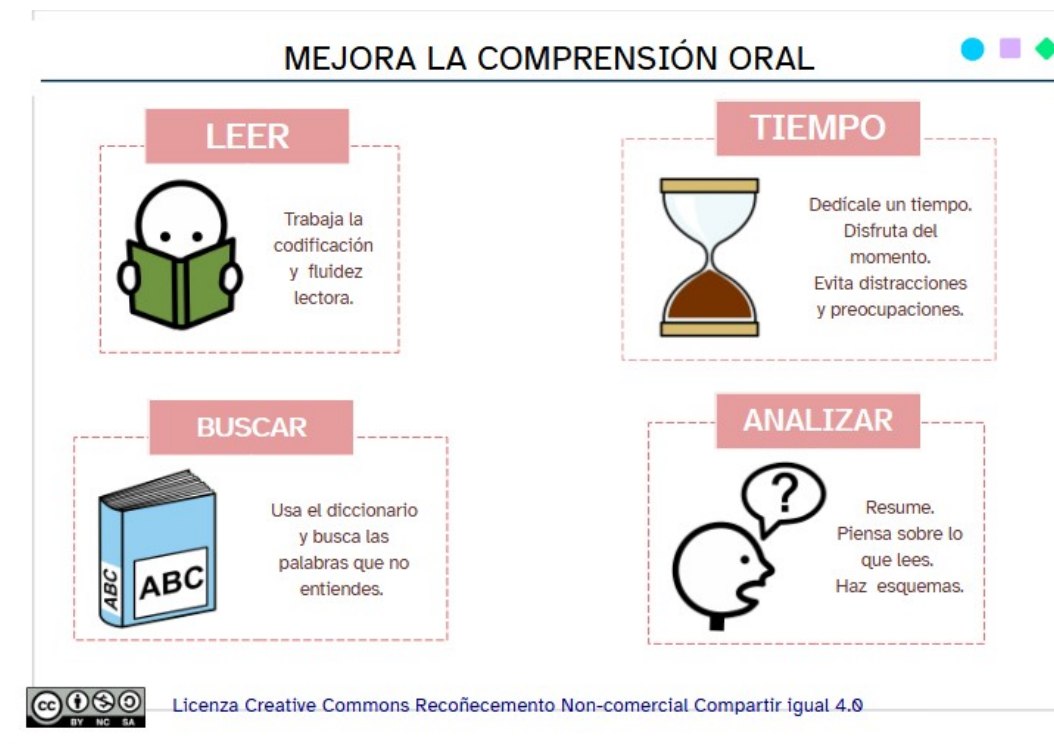 MEJORA LA COMPRENSIÓN ORAL
LEER
Trabaja la
codificación
y fluidez
lectora.
TIEMPO
Dedícale un tiempo.
Disfruta del
momento.
Evita distracciones
y preocupaciones.
BUSCAR
ABC
ABC
Usa el diccionario
y busca las
palabras que no
entiendes.
ANALIZAR
?
Resume.
Piensa sobre lo
que lees.
Haz esquemas.
cc BY NC SA
Licenza Creative Commons Recoñecemento Non-comercial Compartir igual 4.0